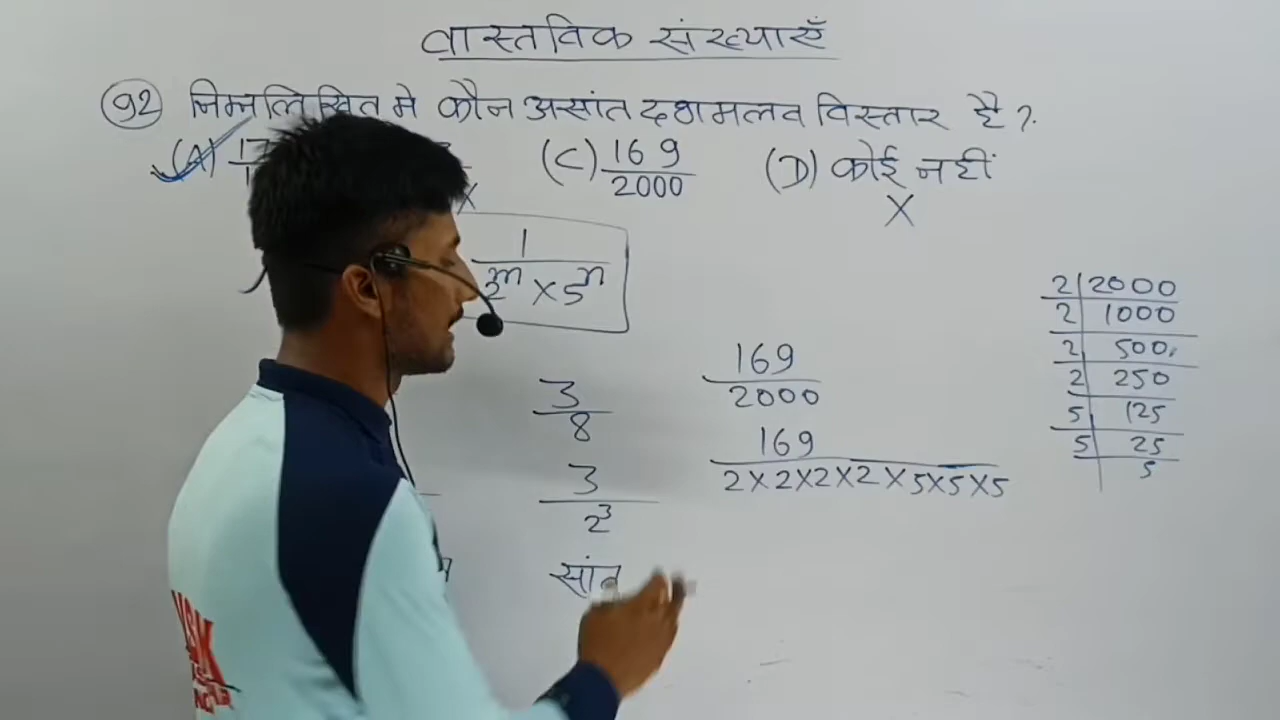 वास्तविक संख्याएँ
92 निम्नलिखित मे कौन असांत दशमलव विस्तार है ?
(A) 17 (C) 169/2000 (D) कोई नहीं
X X
1
2^m × 5^n
3/8
3/2^3
सांत
169/2000
169
2×2×2×2×5×5×5
2 2000
2 1000
2 500
2 250
5 125
5 25
5